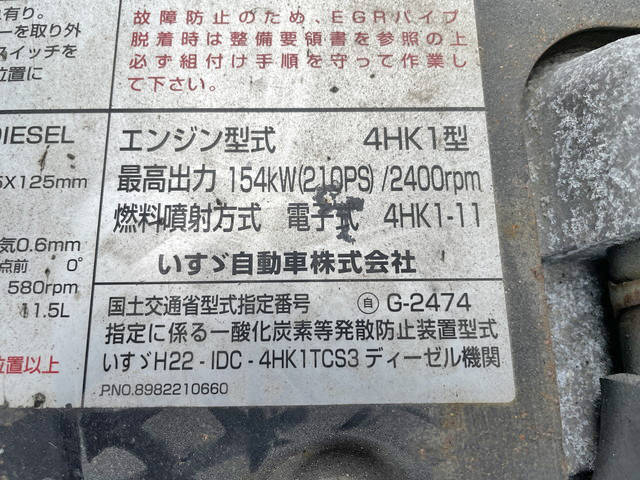 故障防止のため、EGRパイプ
脱着時は整備要領書を参照の上
必ず組付け手順を守って作業し
て下さい。
有り。
ーを取り外
スイッチを
位置に
DIESEL
5X125mm
気0.6mm
点前 0°
580rpm
11.5L
位置以上
エンジン型式 4HK1型
最高出力 154kW(210PS)/2400rpm
燃料噴射方式 電子式 4HK1-11
いすゞ自動車株式会社
国土交通省型式指定番号 自 G-2474
指定に係る一酸化炭素等発散防止装置型式
いすゞH22-IDC-4HK1TCS3ディーゼル機関
P.NO.8982210660